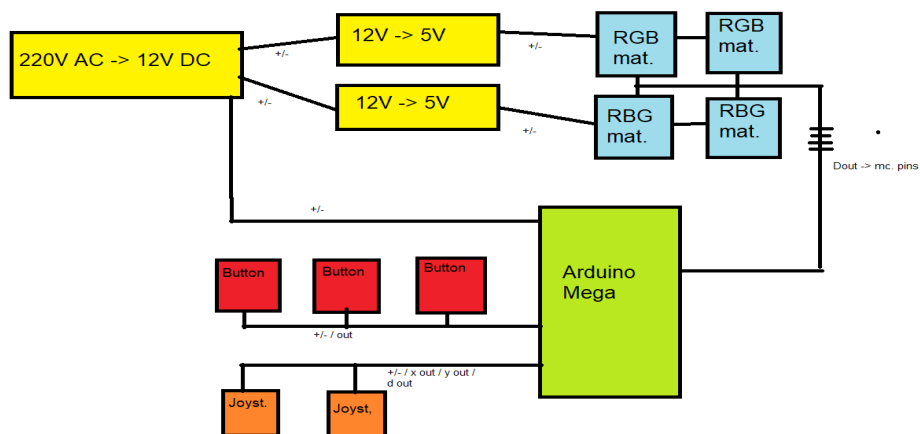 220V AC -> 12V DC
+/-
+/-
12V -> 5V
12V -> 5V
+/-
+/-
RGB
mat.
RGB
mat.
RBG
mat.
RBG
mat.
Dout -> mc. pins
+/-
Arduino
Mega
Button
Button
Button
+/- / out
+/- / x out / y out /
d out
Joyst.
Joyst,